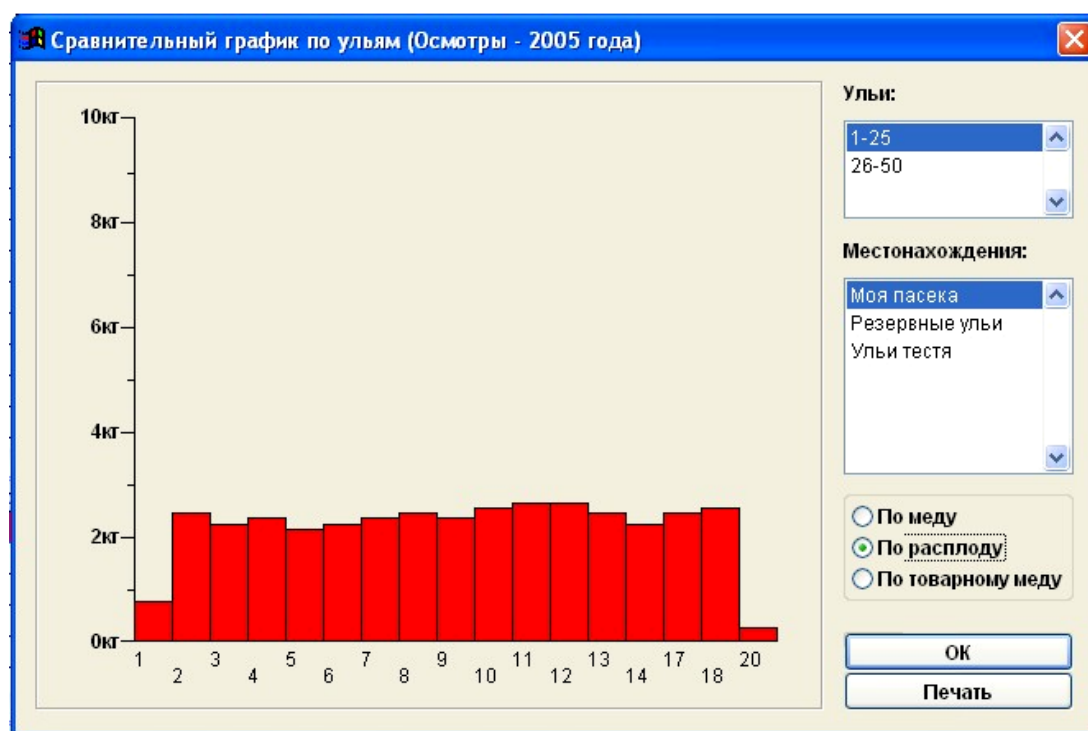 Сравнительный график по ульям (Осмотры - 2005 года)
10кг
8кг
6кг
4кг
2кг
0кг
1 3 5 7 9 11 13 17 20
2 4 6 8 10 12 14 18
Ульи:
1-25
26-50
Местонахождения:
Моя пасека
Резервные ульи
Ульи тестя
По меду
По расплоду
По товарному меду
ОК
Печать